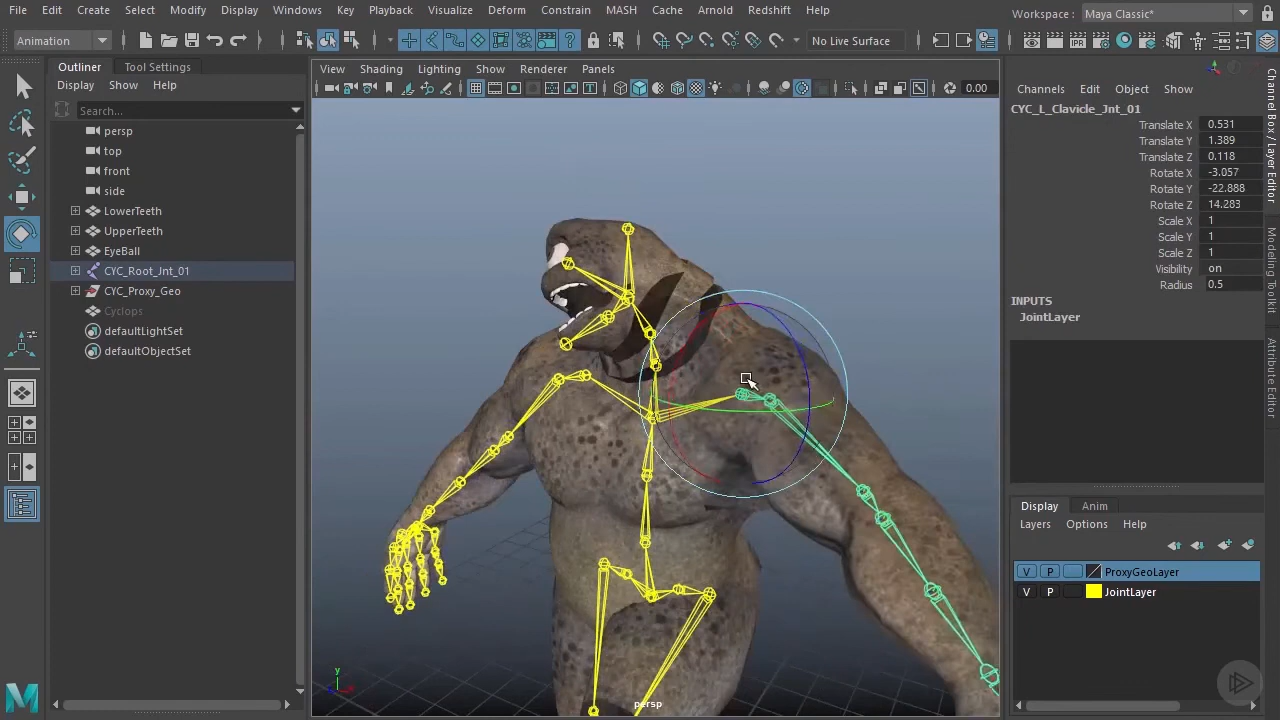 File Edit Create Select Modify Display Windows Key Playback Visualize Deform Constrain MASH Cache Arnold Redshift Help
Workspace : Maya Classic*
Animation
No Live Surface
Outliner Tool Settings
Display Show Help
Search...
persp
top
front
side
LowerTeeth
UpperTeeth
EyeBall
CYC_Root_Jnt_01
CYC_Proxy_Geo
Cyclops
defaultLightSet
defaultObjectSet
View Shading Lighting Show Renderer Panels
0.00
y
persp
Channels Edit Object Show
CYC_L_Clavicle_Jnt_01
Translate X 0.531
Translate Y 1.389
Translate Z 0.118
Rotate X -3.057
Rotate Y -22.888
Rotate Z 14.283
Scale X 1
Scale Y 1
Scale Z 1
Visibility on
Radius 0.5
INPUTS
JointLayer
Display Anim
Layers Options Help
V P ProxyGeoLayer
V P JointLayer
Channel Box / Layer Editor
Modeling Toolkit
Attribute Editor